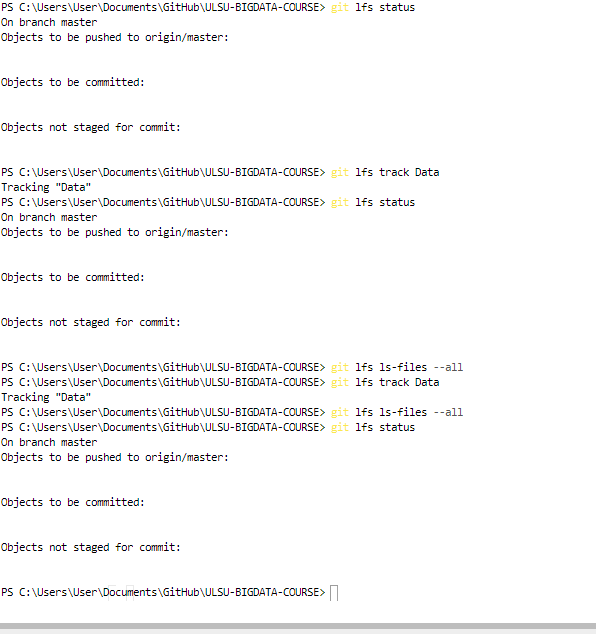 PS C:\Users\User\Documents\GitHub\ULSU-BIGDATA-COURSE> git lfs status
On branch master
Objects to be pushed to origin/master:
Objects to be committed:
Objects not staged for commit:
PS C:\Users\User\Documents\GitHub\ULSU-BIGDATA-COURSE> git lfs track Data
Tracking "Data"
PS C:\Users\User\Documents\GitHub\ULSU-BIGDATA-COURSE> git lfs status
On branch master
Objects to be pushed to origin/master:
Objects to be committed:
Objects not staged for commit:
PS C:\Users\User\Documents\GitHub\ULSU-BIGDATA-COURSE> git lfs ls-files --all
PS C:\Users\User\Documents\GitHub\ULSU-BIGDATA-COURSE> git lfs track Data
Tracking "Data"
PS C:\Users\User\Documents\GitHub\ULSU-BIGDATA-COURSE> git lfs ls-files --all
PS C:\Users\User\Documents\GitHub\ULSU-BIGDATA-COURSE> git lfs status
On branch master
Objects to be pushed to origin/master:
Objects to be committed:
Objects not staged for commit:
PS C:\Users\User\Documents\GitHub\ULSU-BIGDATA-COURSE>